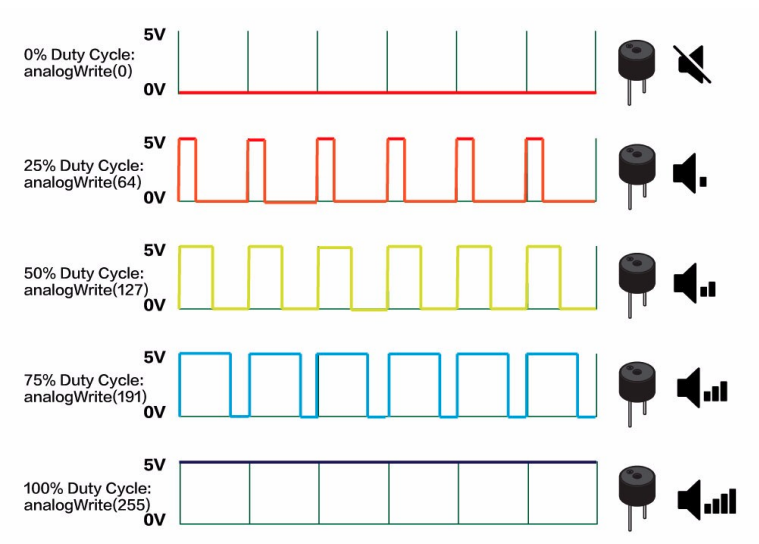 5V
0% Duty Cycle:
analogWrite(0)
0V
5V
25% Duty Cycle:
analogWrite(64)
0V
5V
50% Duty Cycle:
analogWrite(127)
0V
5V
75% Duty Cycle:
analogWrite(191)
0V
5V
100% Duty Cycle:
analogWrite(255)
0V